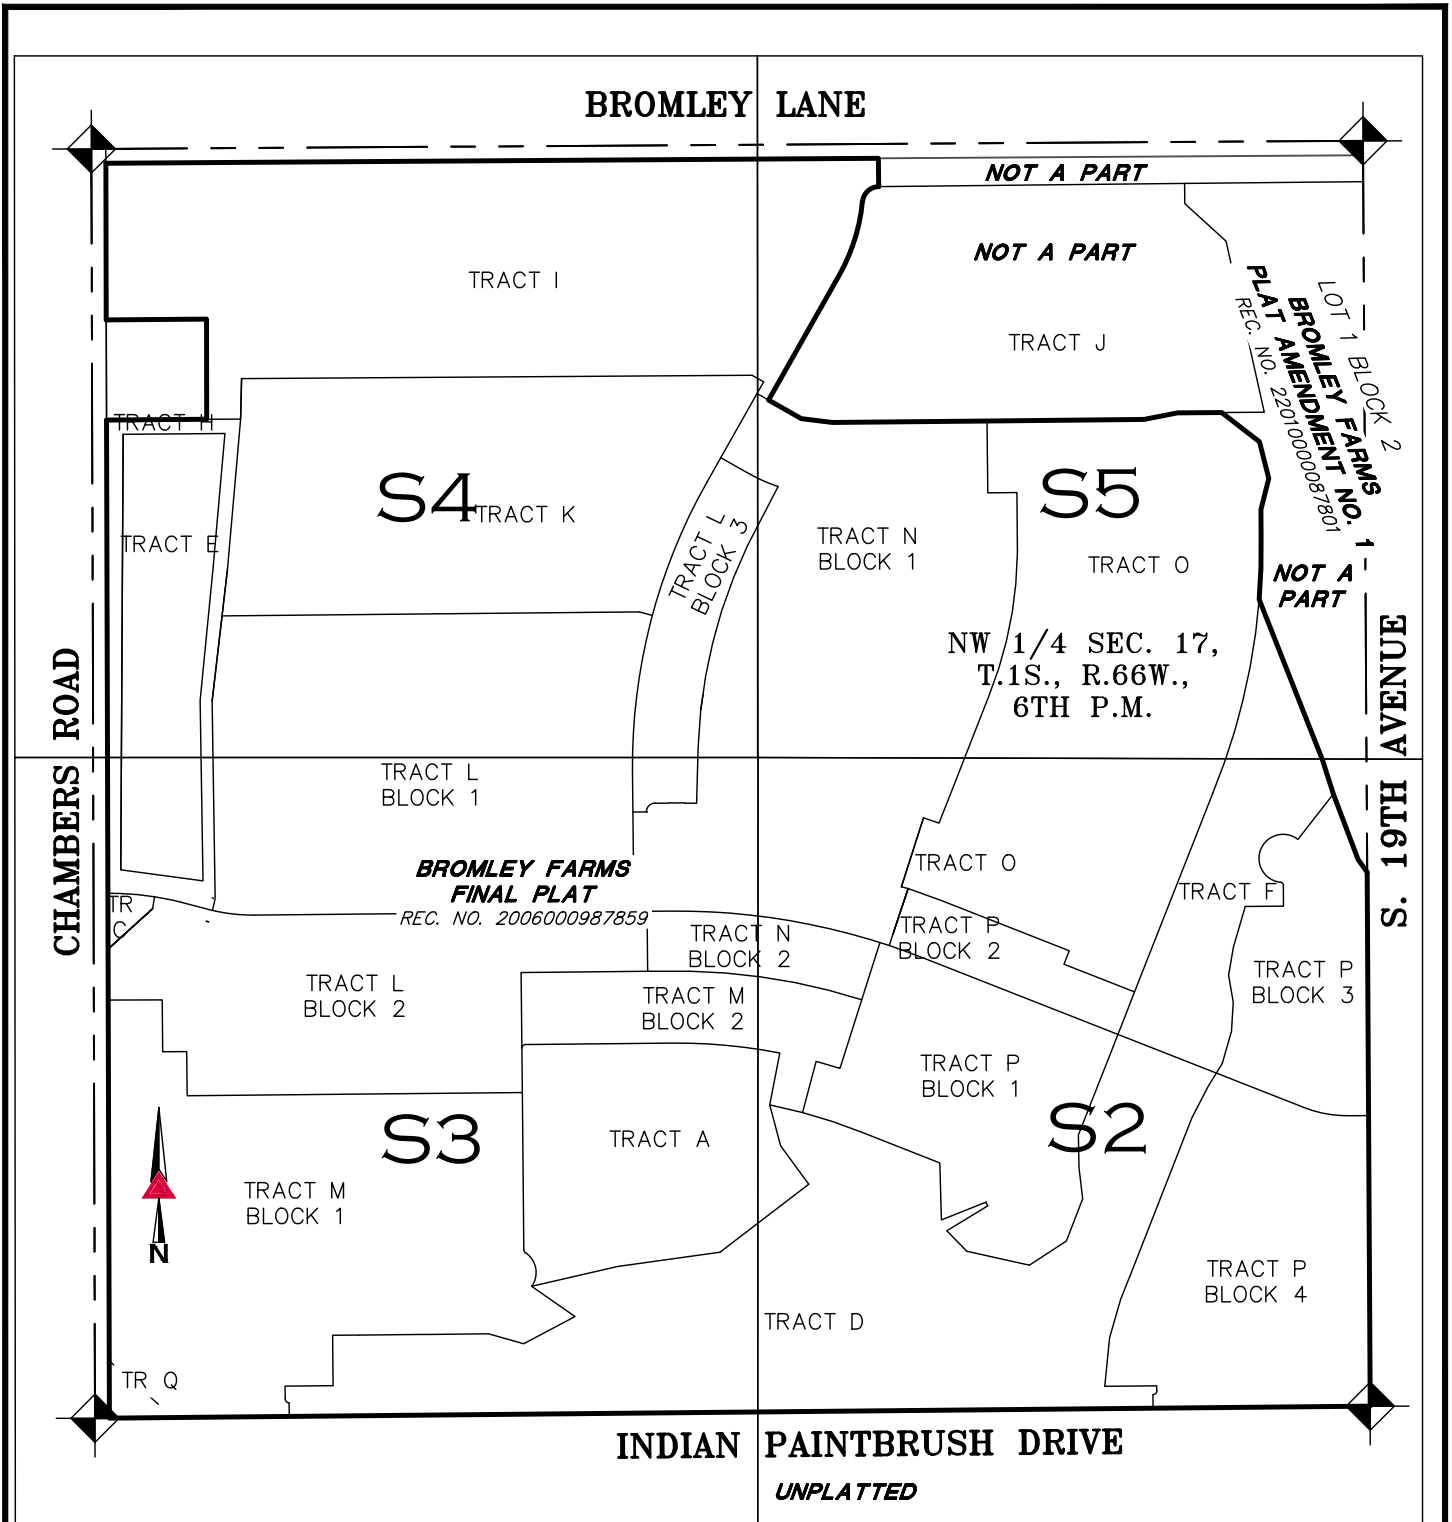 BROMLEY LANE
NOT A PART
NOT A PART
TRACT I
TRACT J
LOT 1 BLOCK 2
BROMLEY FARMS
PLAT AMENDMENT NO. 1
REC. NO. 2201000087801
TRACT H
S4
TRACT K
S5
TRACT E
TRACT L
BLOCK 3
TRACT N
BLOCK 1
TRACT O
NOT A
PART
NW 1/4 SEC. 17,
T.1S., R.66W.,
6TH P.M.
CHAMBERS ROAD
S. 19TH AVENUE
TRACT L
BLOCK 1
BROMLEY FARMS
FINAL PLAT
REC. NO. 2006000987859
TRACT O
TRACT F
TR
C
TRACT N
BLOCK 2
TRACT P
BLOCK 2
TRACT L
BLOCK 2
TRACT M
BLOCK 2
TRACT P
BLOCK 3
TRACT P
BLOCK 1
S3
TRACT A
S2
TRACT M
BLOCK 1
N
TRACT P
BLOCK 4
TRACT D
TR Q
INDIAN PAINTBRUSH DRIVE
UNPLATTED